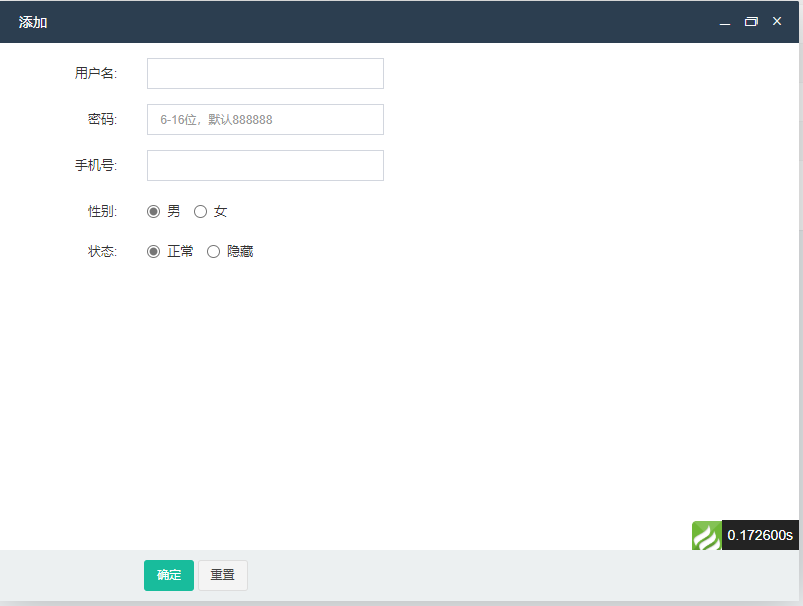 添加
用户名:
密码: 6-16位，默认888888
手机号:
性别: 男 女
状态: 正常 隐藏
0.172600s
确定 重置